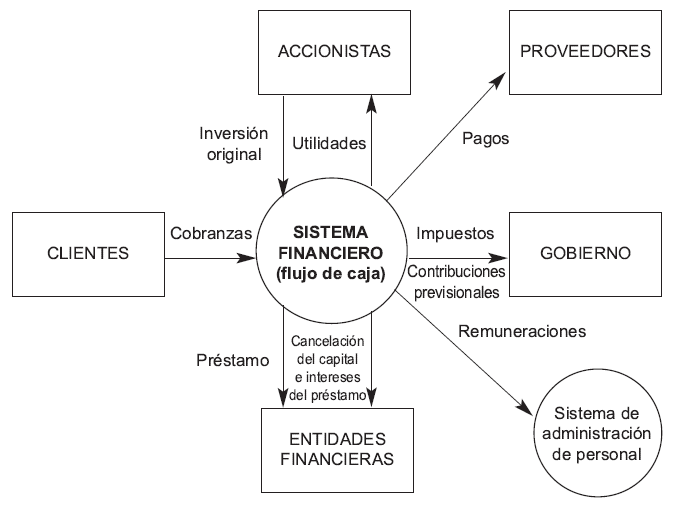 ACCIONISTAS
PROVEEDORES
Inversión
original
Utilidades
Pagos
CLIENTES
Cobranzas
SISTEMA
FINANCIERO
(flujo de caja)
Impuestos
Contribuciones
previsionales
GOBIERNO
Préstamo
Cancelación
del capital
e intereses
del préstamo
Remuneraciones
ENTIDADES
FINANCIERAS
Sistema de
administración
de personal